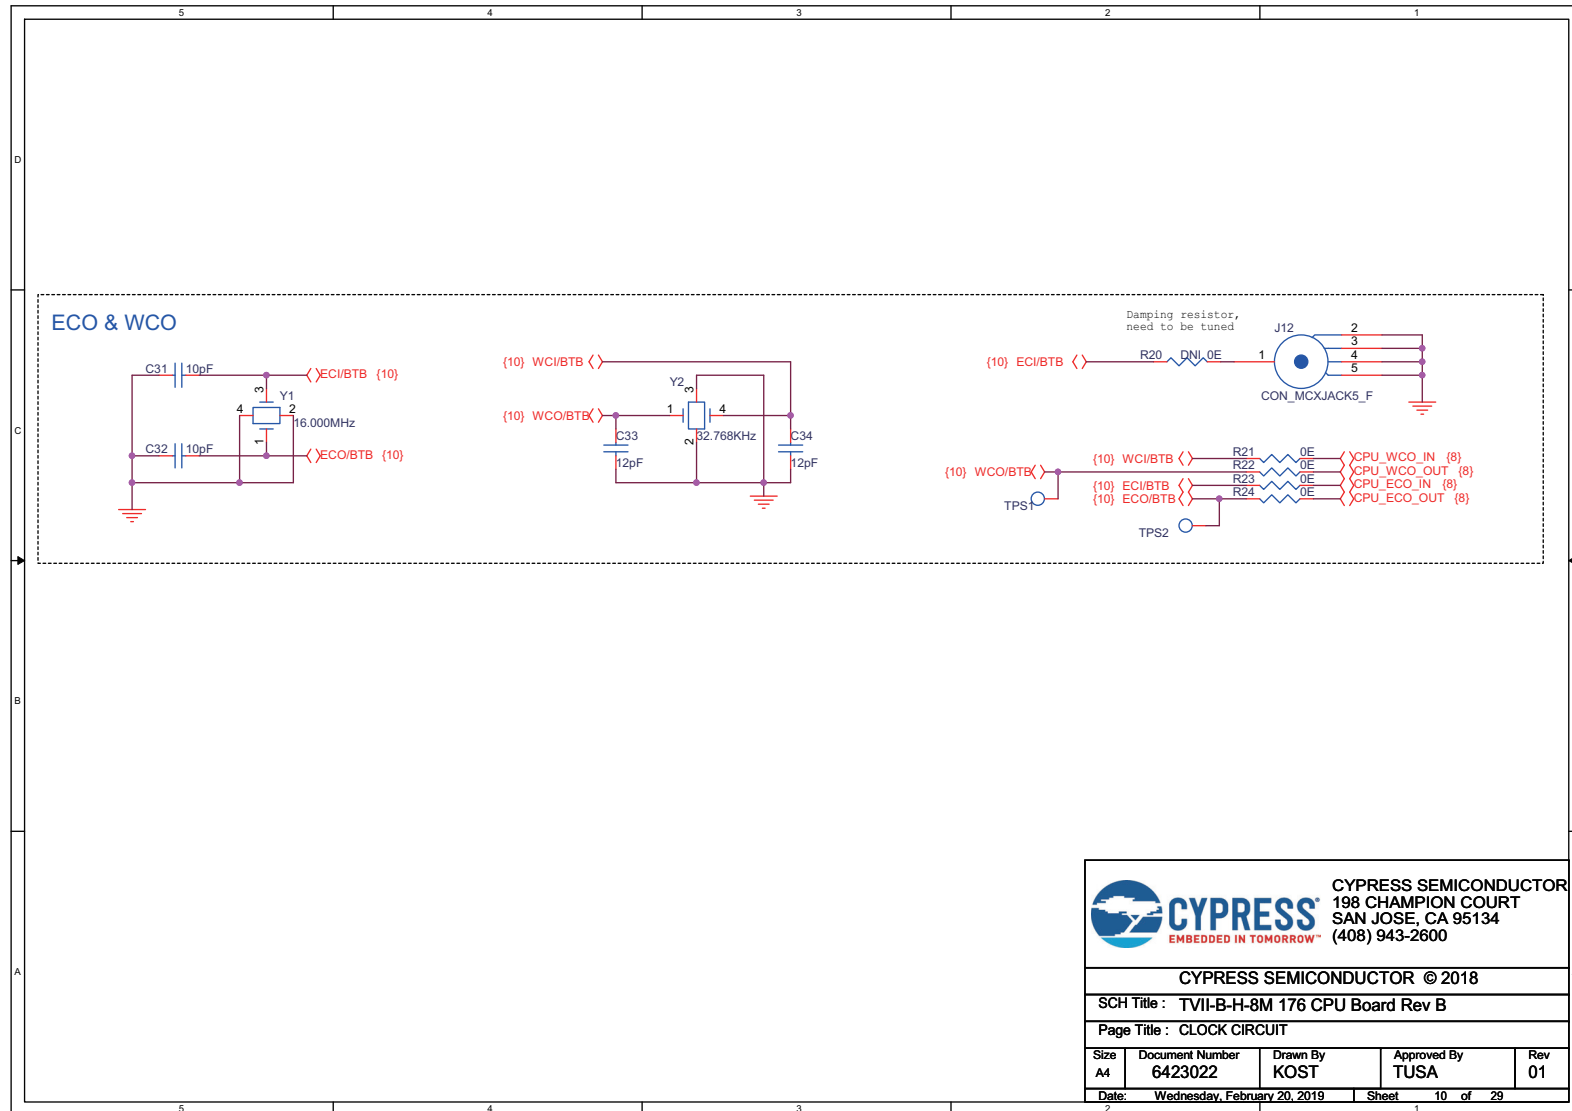 5 4 3 2 1
D
C
B
A
ECO & WCO
C31 10pF
ECI/BTB {10}
3
Y1
4 2
16.000MHz
1
C32 10pF
ECO/BTB {10}
{10} WCI/BTB
Y2
3
{10} WCO/BTB
1 4
2
32.768KHz
C33
12pF
C34
12pF
Damping resistor,
need to be tuned
{10} ECI/BTB
R20 DNI_0E
1
J12
2
3
4
5
CON_MCXJACK5_F
{10} WCI/BTB R21 0E CPU_WCO_IN {8}
{10} WCO/BTB R22 0E CPU_WCO_OUT {8}
{10} ECI/BTB R23 0E CPU_ECO_IN {8}
{10} ECO/BTB R24 0E CPU_ECO_OUT {8}
TPS1
TPS2
CYPRESS
EMBEDDED IN TOMORROW™
CYPRESS SEMICONDUCTOR
198 CHAMPION COURT
SAN JOSE, CA 95134
(408) 943-2600
CYPRESS SEMICONDUCTOR © 2018
SCH Title : TVII-B-H-8M 176 CPU Board Rev B
Page Title : CLOCK CIRCUIT
Size Document Number Drawn By Approved By Rev
A4 6423022 KOST TUSA 01
Date: Wednesday, February 20, 2019 Sheet 10 of 29
5 4 3 2 1